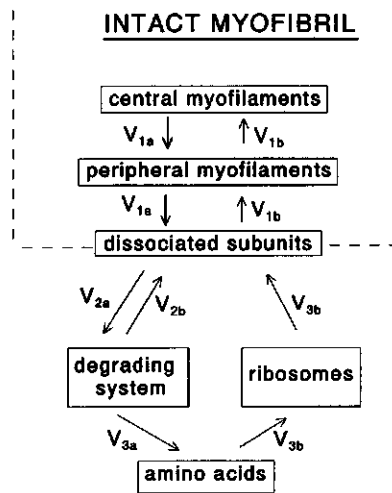 INTACT MYOFIBRIL
central myofilaments
V1a V1b
peripheral myofilaments
V1a V1b
dissociated subunits
V2a V2b V3b
degrading system ribosomes
V3a V3b
amino acids